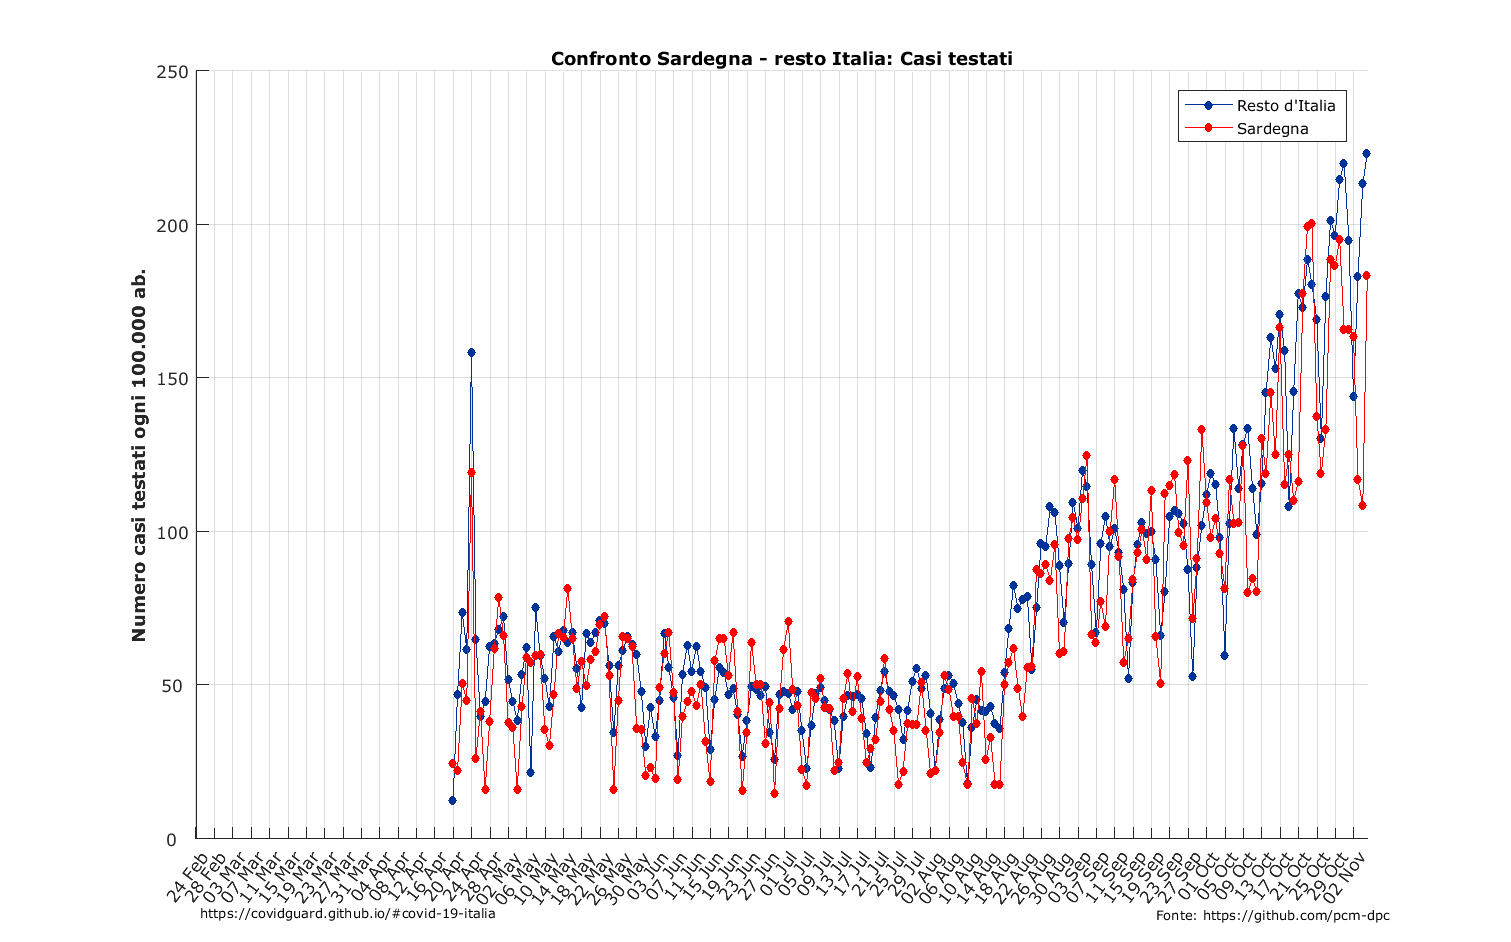 Confronto Sardegna - resto Italia: Casi testati
Resto d'Italia
Sardegna
Numero casi testati ogni 100.000 ab.
250
200
150
100
50
0
24 Feb
28 Feb
03 Mar
07 Mar
11 Mar
15 Mar
19 Mar
23 Mar
27 Mar
31 Mar
04 Apr
08 Apr
12 Apr
16 Apr
20 Apr
24 Apr
28 Apr
02 May
06 May
10 May
14 May
18 May
22 May
26 May
30 May
03 Jun
07 Jun
11 Jun
15 Jun
19 Jun
23 Jun
27 Jun
01 Jul
05 Jul
09 Jul
13 Jul
17 Jul
21 Jul
25 Jul
29 Jul
02 Aug
06 Aug
10 Aug
14 Aug
18 Aug
22 Aug
26 Aug
30 Aug
03 Sep
07 Sep
11 Sep
15 Sep
19 Sep
23 Sep
27 Sep
01 Oct
05 Oct
09 Oct
13 Oct
17 Oct
21 Oct
25 Oct
29 Oct
02 Nov
https://covidguard.github.io/#covid-19-italia
Fonte: https://github.com/pcm-dpc